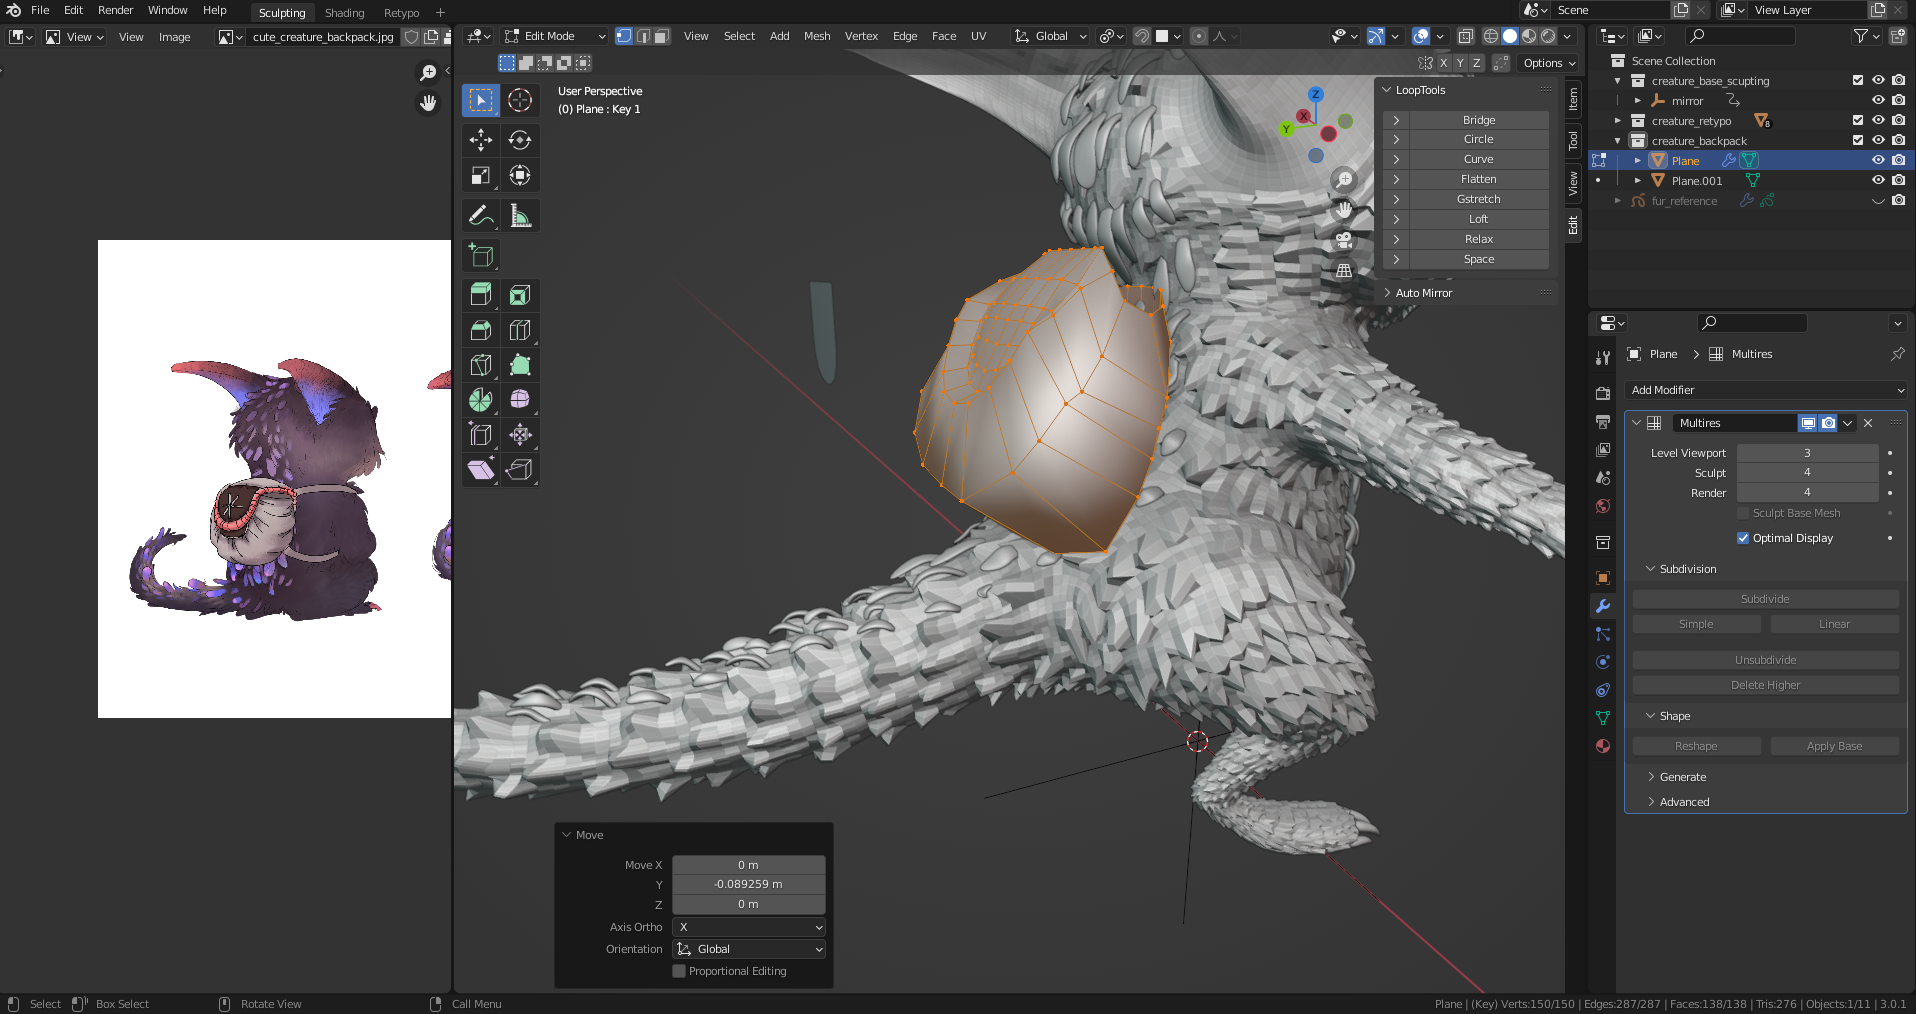 File Edit Render Window Help Sculpting Shading Retypo + Scene View Layer
View View Image cute_creature_backpack.jpg Edit Mode View Select Add Mesh Vertex Edge Face UV Global
X Y Z Options
User Perspective
(0) Plane : Key 1
Z
X
Y
LoopTools
Bridge
Circle
Curve
Flatten
Gstretch
Loft
Relax
Space
Auto Mirror
Item
Tool
View
Edit
Scene Collection
creature_base_scupting
mirror
creature_retypo 8
creature_backpack
Plane
Plane.001
fur_reference
Plane Multires
Add Modifier
Multires
Level Viewport 3
Sculpt 4
Render 4
Sculpt Base Mesh
Optimal Display
Subdivision
Subdivide
Simple Linear
Unsubdivide
Delete Higher
Shape
Reshape Apply Base
Generate
Advanced
Move
Move X 0 m
Y -0.089259 m
Z 0 m
Axis Ortho X
Orientation Global
Proportional Editing
Select Box Select Rotate View Call Menu Plane | (Key) Verts:150/150 | Edges:287/287 | Faces:138/138 | Tris:276 | Objects:1/11 | 3.0.1